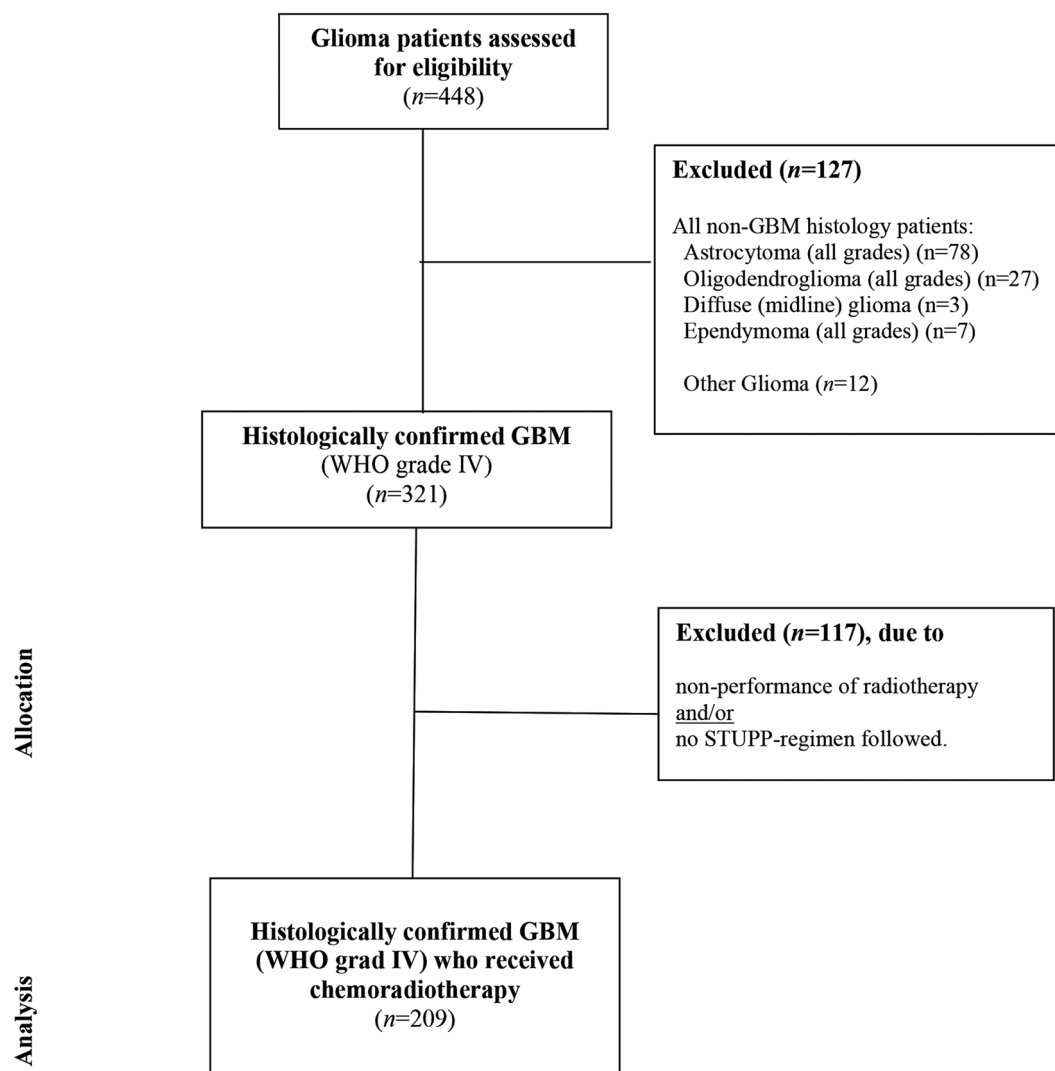 Glioma patients assessed
for eligibility
(n=448)
Excluded (n=127)
All non-GBM histology patients:
Astrocytoma (all grades) (n=78)
Oligodendroglioma (all grades) (n=27)
Diffuse (midline) glioma (n=3)
Ependymoma (all grades) (n=7)
Other Glioma (n=12)
Histologically confirmed GBM
(WHO grade IV)
(n=321)
Allocation
Excluded (n=117), due to
non-performance of radiotherapy
and/or
no STUPP-regimen followed.
Analysis
Histologically confirmed GBM
(WHO grad IV) who received
chemoradiotherapy
(n=209)